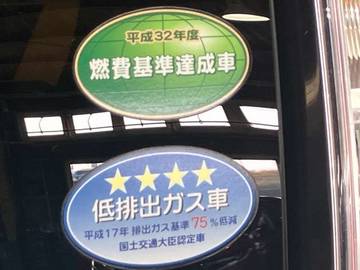 平成32年度
燃費基準達成車
低排出ガス車
平成17年 排出ガス基準 75%低減
国土交通大臣認定車